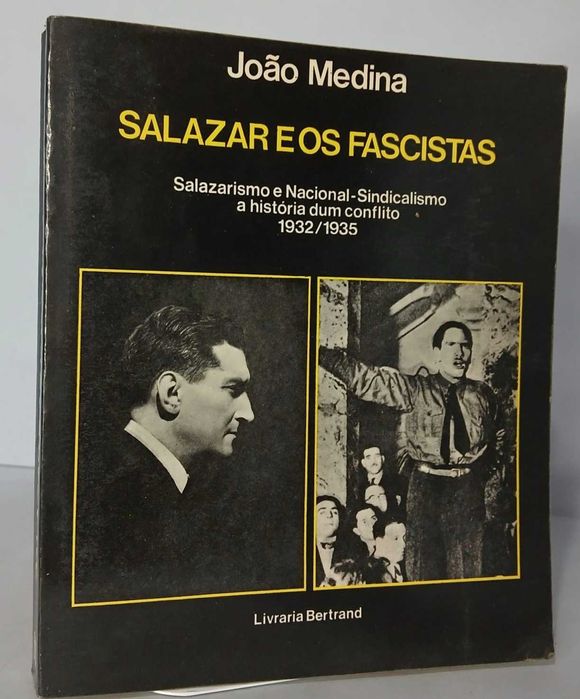 João Medina
SALAZAR E OS FASCISTAS
Salazarismo e Nacional-Sindicalismo
a história dum conflito
1932/1935
Livraria Bertrand